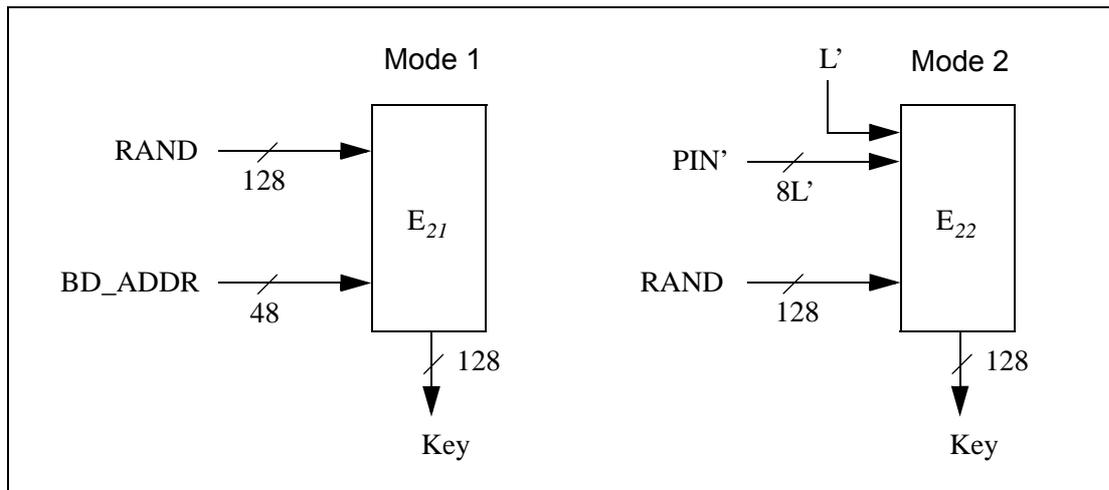 Mode 1
RAND
128
E21
BD_ADDR
48
128
Key
L’
Mode 2
PIN’
8L’
E22
RAND
128
128
Key